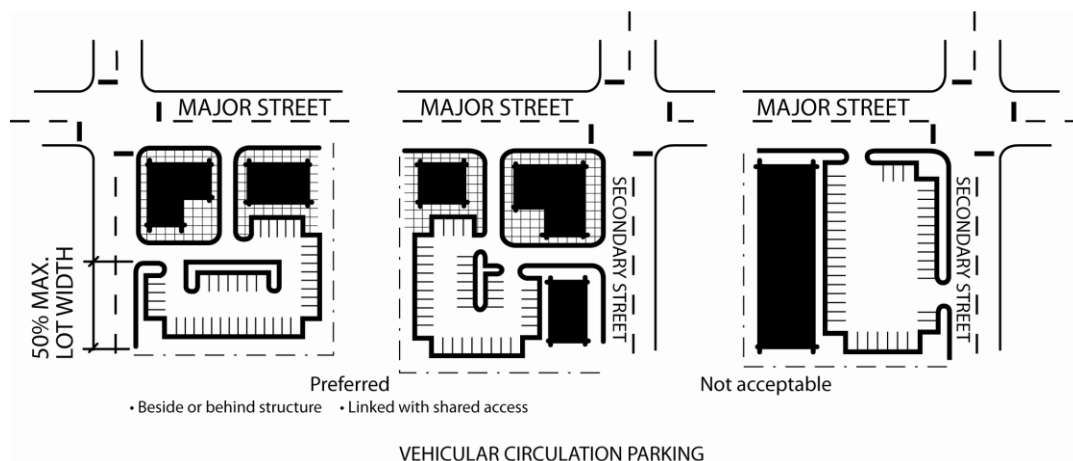 MAJOR STREET
MAJOR STREET
MAJOR STREET
SECONDARY STREET
SECONDARY STREET
50% MAX.
LOT WIDTH
Preferred
Not acceptable
• Beside or behind structure • Linked with shared access
VEHICULAR CIRCULATION PARKING